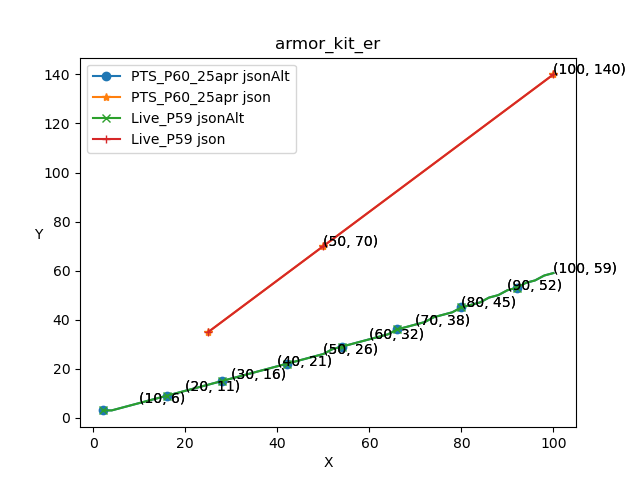 armor_kit_er
PTS_P60_25apr jsonAlt
PTS_P60_25apr json
Live_P59 jsonAlt
Live_P59 json
(100, 140)
(50, 70)
(100, 59)
(90, 52)
(80, 45)
(70, 38)
(60, 32)
(50, 26)
(40, 21)
(30, 16)
(20, 11)
(10, 6)
Y
140
120
100
80
60
40
20
0
0 20 40 60 80 100
X